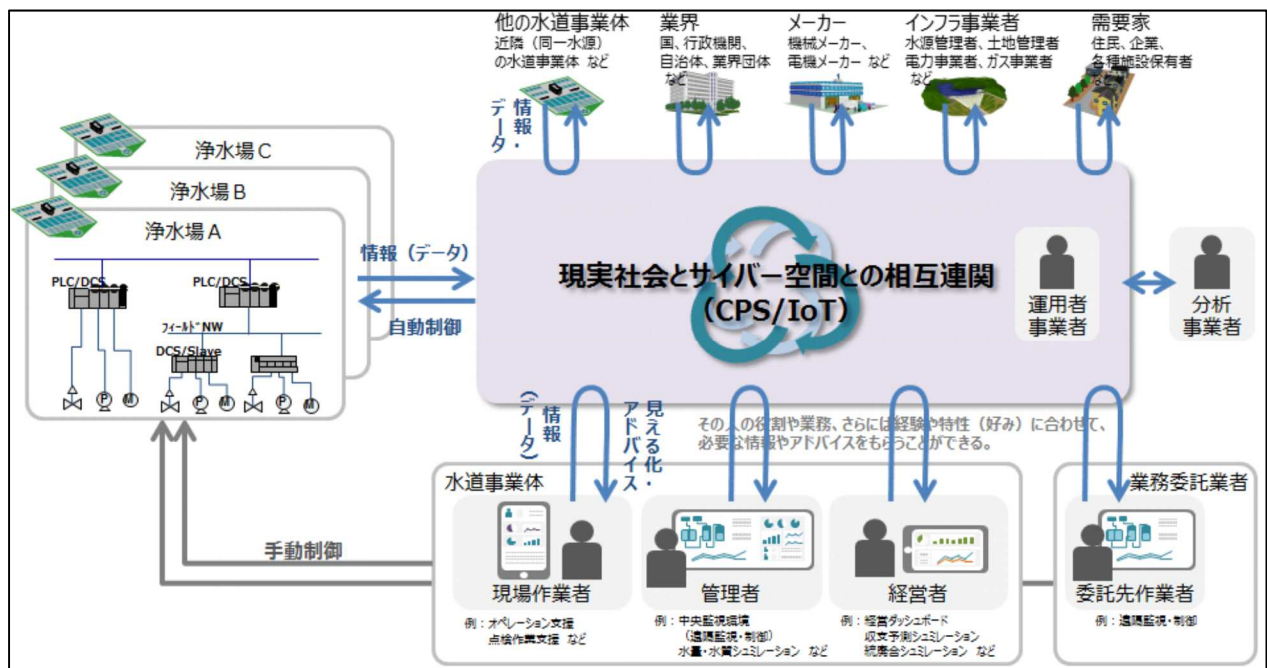 他の水道事業体
近隣（同一水源）
の水道事業体 など
業界
国、行政機関、
自治体、業界団体
など
メーカー
機械メーカー、
電機メーカー など
インフラ事業者
水源管理者、土地管理者
電力事業者、ガス事業者
など
需要家
住民、企業、
各種施設保有者
など
情報・
データ
浄水場C
浄水場B
浄水場A
PLC/DCS
PLC/DCS
フィールドNW
DCS/Slave
P
M
P
M
P
M
情報（データ）
自動制御
現実社会とサイバー空間との相互連関
（CPS/IoT）
運用者
事業者
分析
事業者
情報
（データ）
見える化・
アドバイス
その人の役割や業務、さらには経験や特性（好み）に合わせて、
必要な情報やアドバイスをもらうことができる。
手動制御
水道事業体
現場作業者
例：オペレーション支援
点検作業支援 など
管理者
例：中央監視環境
（遠隔監視・制御）
水量・水質シュミレーション など
経営者
例：経営ダッシュボード
収支予測シュミレーション
統廃合シュミレーション など
業務委託業者
委託先作業者
例：遠隔監視・制御